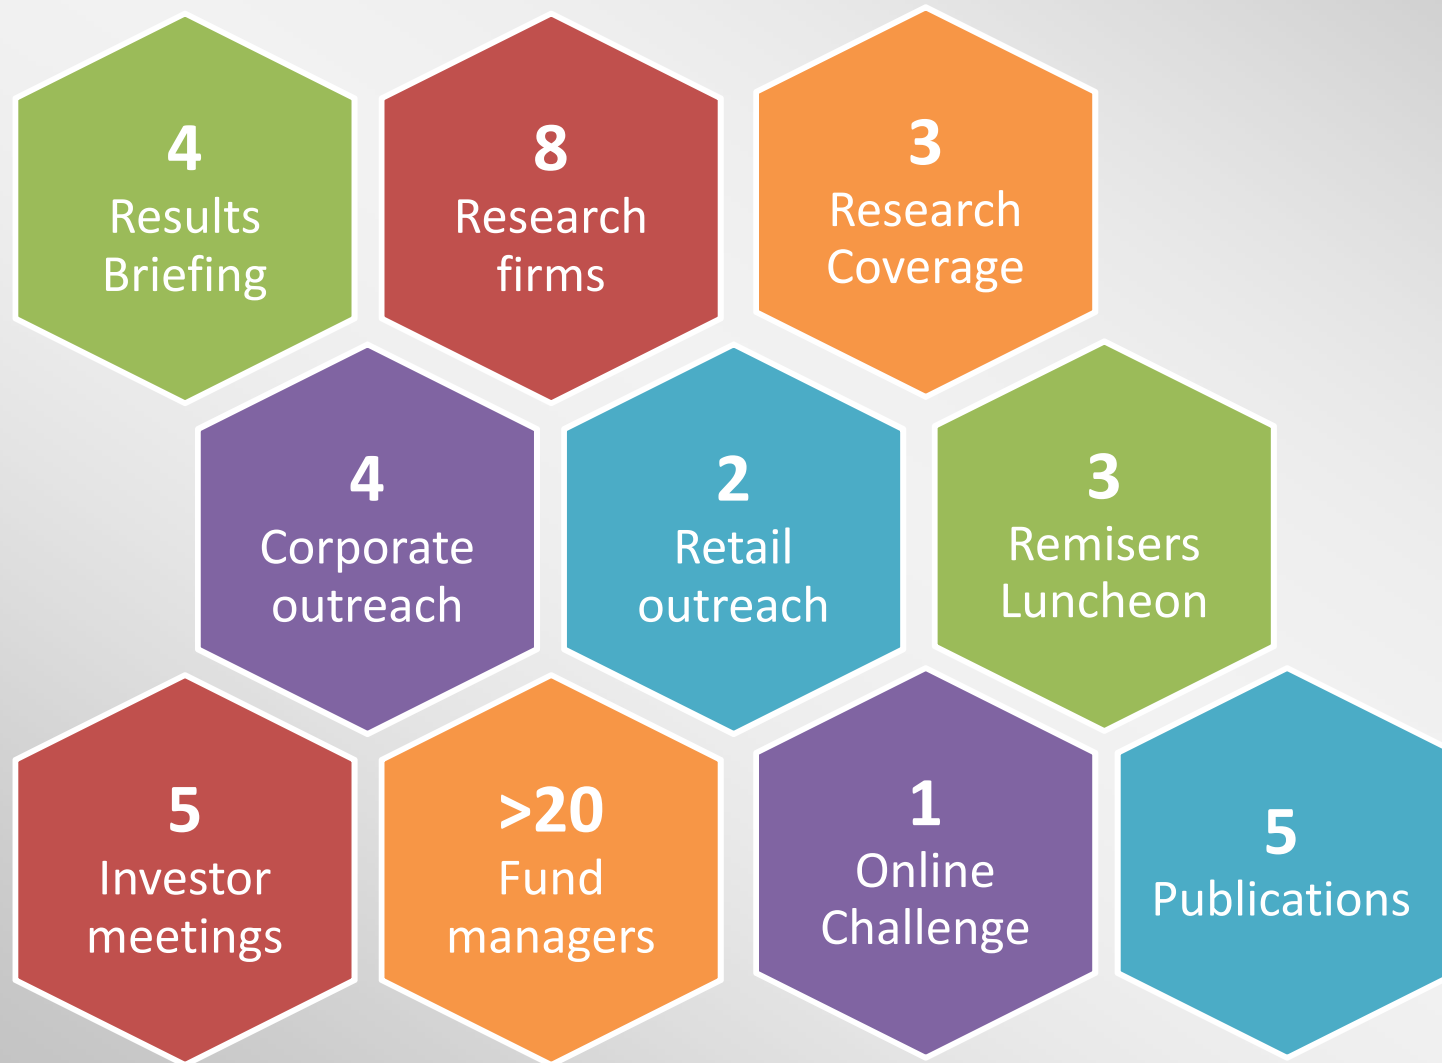 4
Results
Briefing
8
Research
firms
3
Research
Coverage
4
Corporate
outreach
2
Retail
outreach
3
Remisers
Luncheon
5
Investor
meetings
>20
Fund
managers
1
Online
Challenge
5
Publications